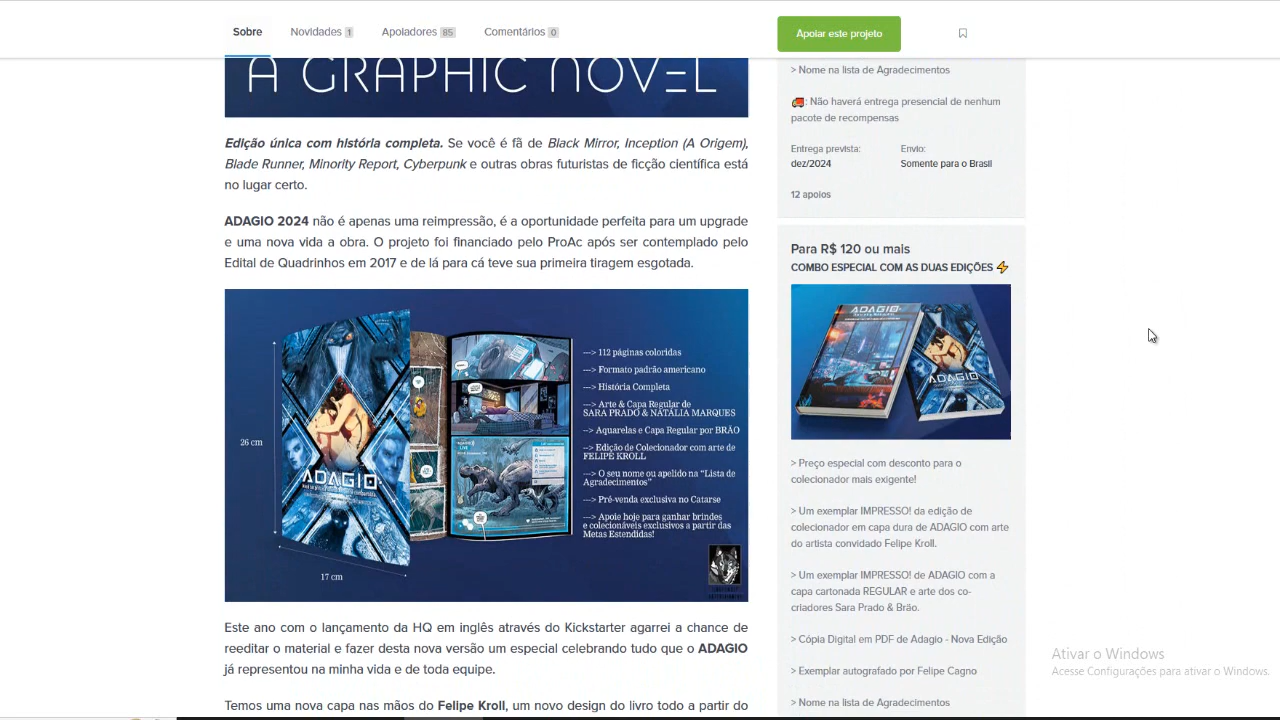 Sobre
Novidades 1
Apoiadores 85
Comentários 0
Apoiar este projeto
A GRAPHIC NOVEL
Edição única com história completa. Se você é fã de Black Mirror, Inception (A Origem),
Blade Runner, Minority Report, Cyberpunk e outras obras futuristas de ficção científica está
no lugar certo.
ADAGIO 2024 não é apenas uma reimpressão, é a oportunidade perfeita para um upgrade
e uma nova vida a obra. O projeto foi financiado pelo ProAc após ser contemplado pelo
Edital de Quadrinhos em 2017 e de lá para cá teve sua primeira tiragem esgotada.
26 cm
17 cm
ADAGIO
---> 112 páginas coloridas
---> Formato padrão americano
---> História Completa
---> Arte & Capa Regular de
SARA PRADO & NATÁLIA MARQUES
---> Aquarelas e Capa Regular por BRÃO
---> Edição de Colecionador com arte de
FELIPE KROLL
---> O seu nome ou apelido na “Lista de
Agradecimentos”
---> Pré-venda exclusiva no Catarse
---> Apoie hoje para ganhar brindes
e colecionáveis exclusivos a partir das
Metas Estendidas!
Este ano com o lançamento da HQ em inglês através do Kickstarter agarrei a chance de
reeditar o material e fazer desta nova versão um especial celebrando tudo que o ADAGIO
já representou na minha vida e de toda equipe.
Temos uma nova capa nas mãos do Felipe Kroll, um novo design do livro todo a partir do
> Nome na lista de Agradecimentos
🚚: Não haverá entrega presencial de nenhum
pacote de recompensas
Entrega prevista:
dez/2024
Envio:
Somente para o Brasil
12 apoios
Para R$ 120 ou mais
COMBO ESPECIAL COM AS DUAS EDIÇÕES ⚡
ADAGIO
ADAGIO
> Preço especial com desconto para o
colecionador mais exigente!
> Um exemplar IMPRESSO! da edição de
colecionador em capa dura de ADAGIO com arte
do artista convidado Felipe Kroll.
> Um exemplar IMPRESSO! de ADAGIO com a
capa cartonada REGULAR e arte dos co-
criadores Sara Prado & Brão.
> Cópia Digital em PDF de Adagio - Nova Edição
> Exemplar autografado por Felipe Cagno
> Nome na lista de Agradecimentos
Ativar o Windows
Acesse Configurações para ativar o Windows.